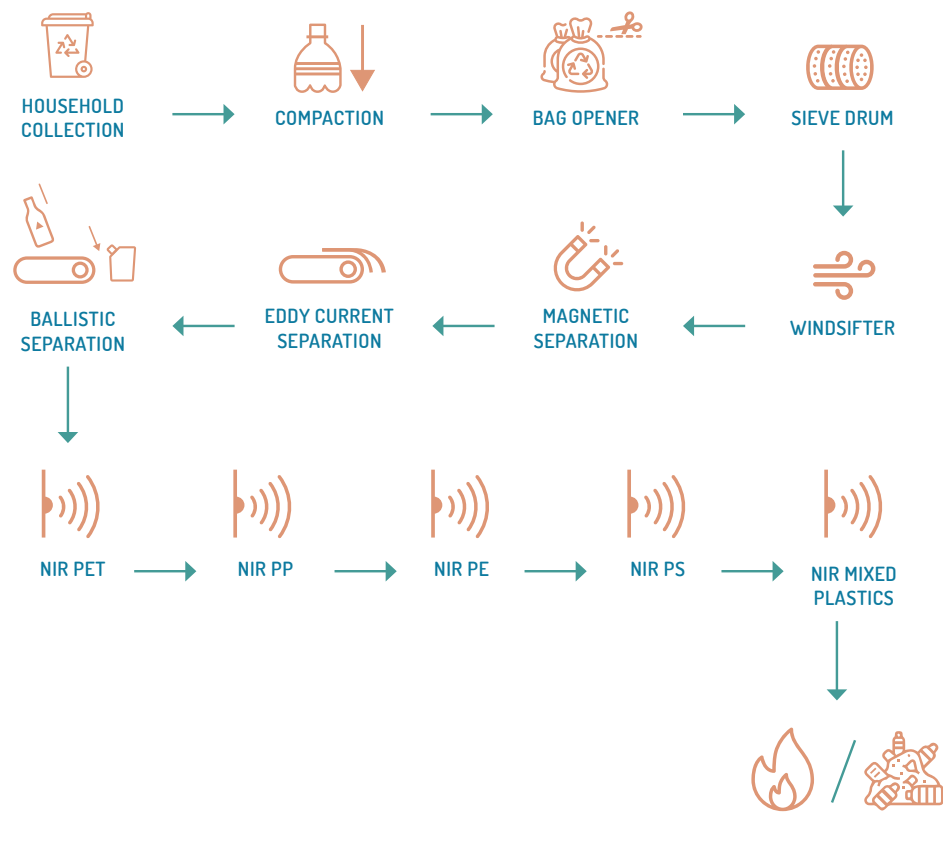 HOUSEHOLD
COLLECTION
COMPACTION
BAG OPENER
SIEVE DRUM
BALLISTIC
SEPARATION
EDDY CURRENT
SEPARATION
MAGNETIC
SEPARATION
WINDSIFTER
NIR PET
NIR PP
NIR PE
NIR PS
NIR MIXED
PLASTICS